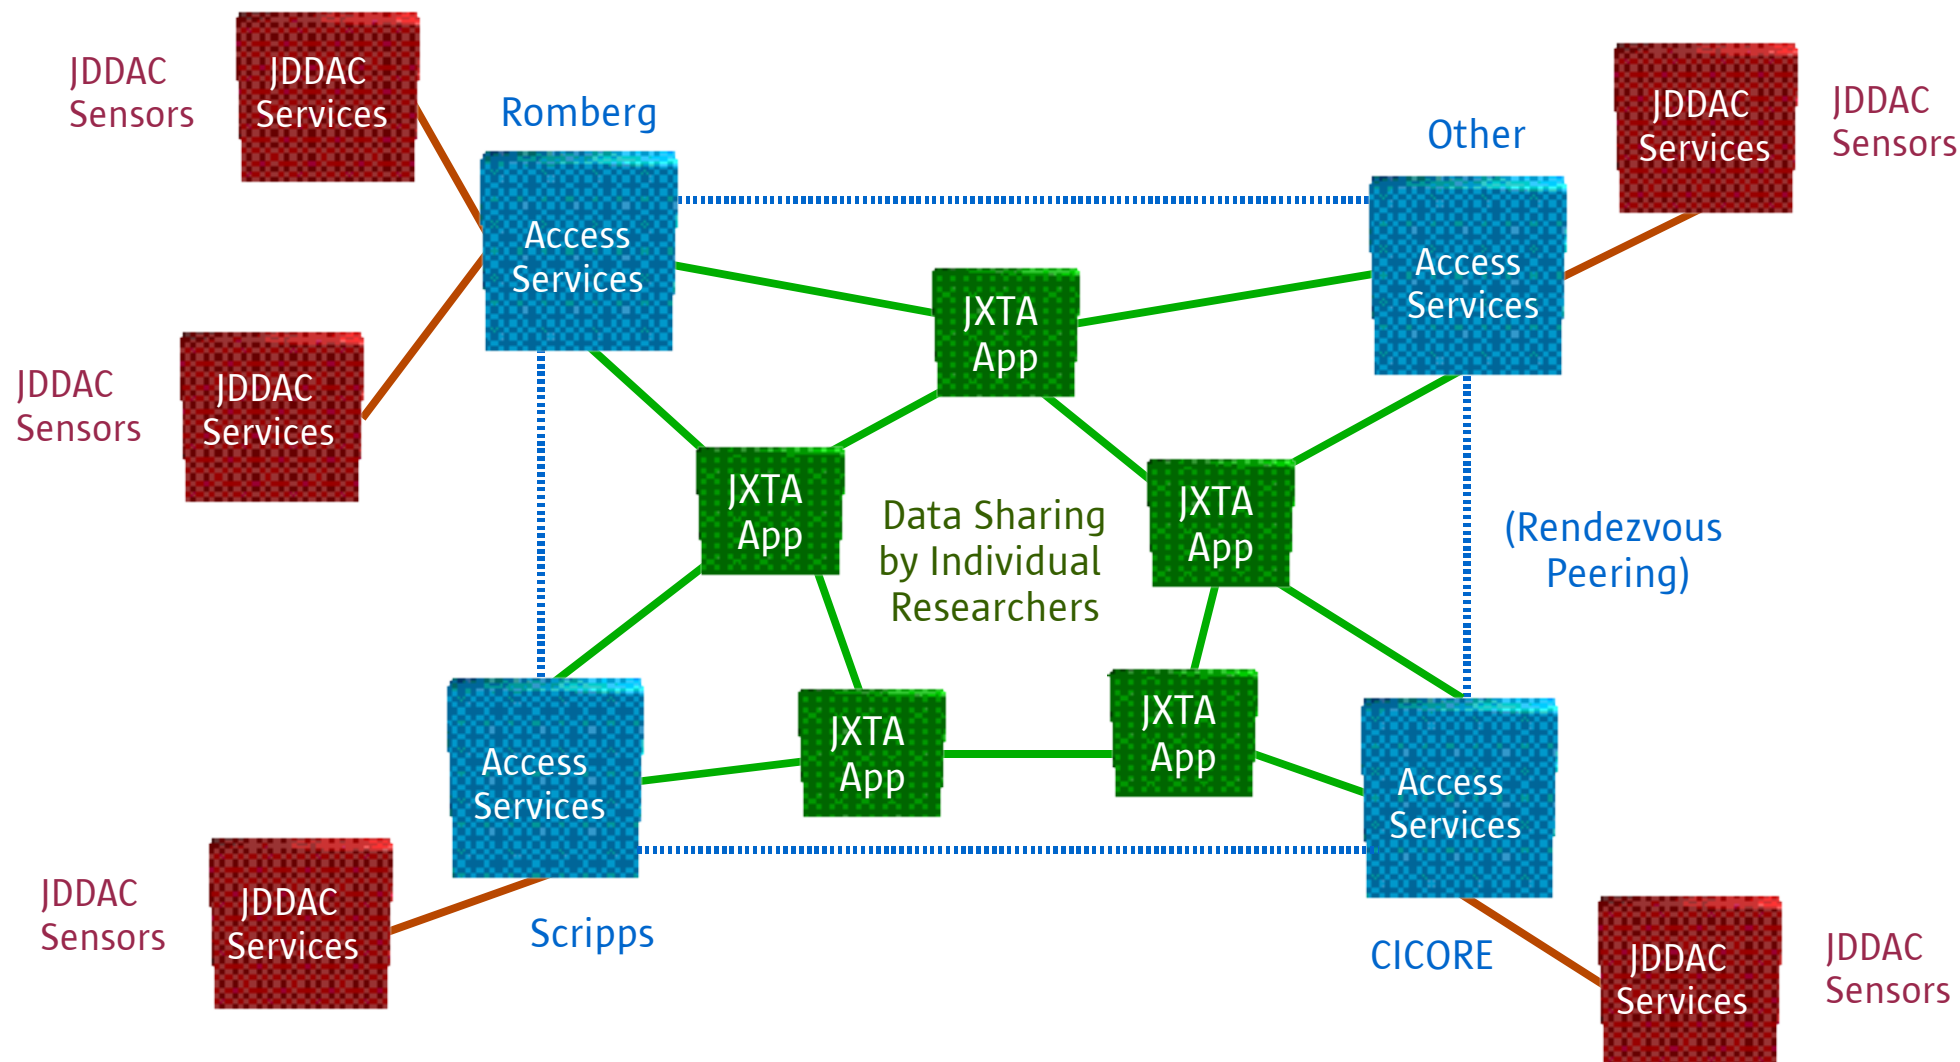 JDDAC
Sensors
JDDAC
Services
Romberg
Other
JDDAC
Services
JDDAC
Sensors
Access
Services
Access
Services
JXTA
App
JDDAC
Sensors
JDDAC
Services
JXTA
App
Data Sharing
by Individual
Researchers
JXTA
App
(Rendezvous
Peering)
Access
Services
JXTA
App
JXTA
App
Access
Services
JDDAC
Sensors
JDDAC
Services
Scripps
CICORE
JDDAC
Services
JDDAC
Sensors